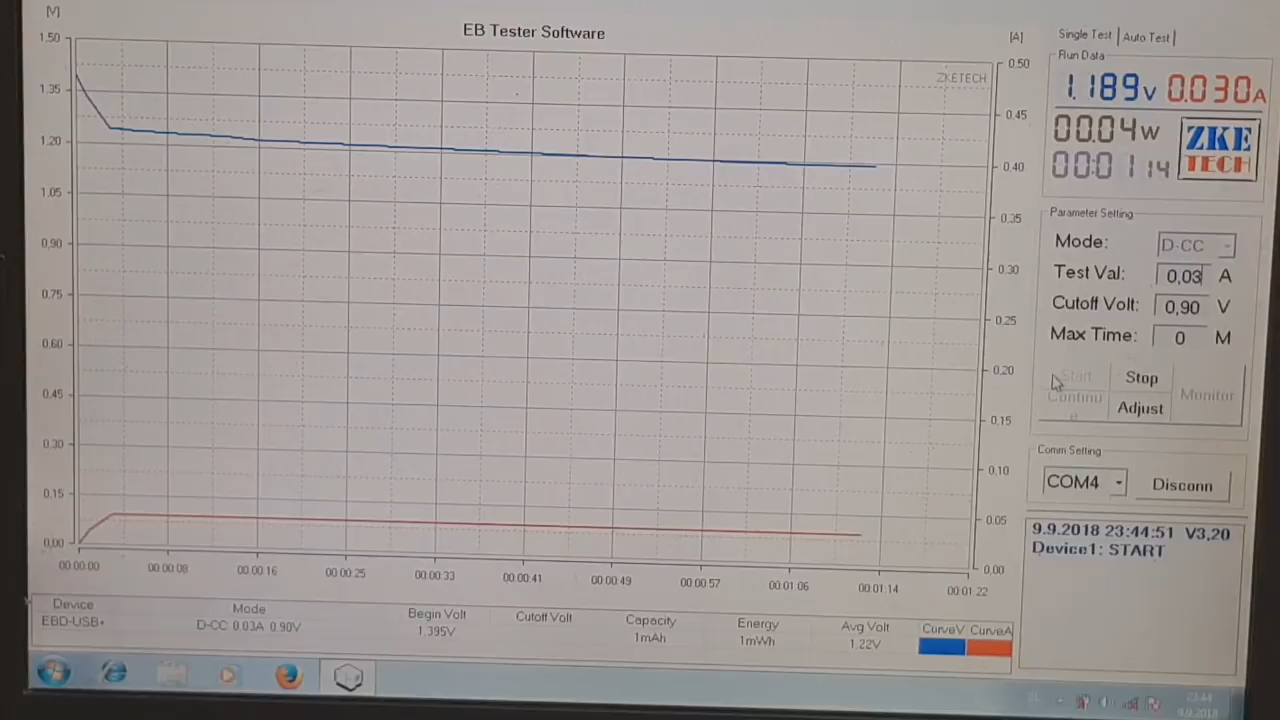 [V]
EB Tester Software
[A]
1,50
1,35
1,20
1,05
0,90
0,75
0,60
0,45
0,30
0,15
0,00
ZKETECH
0.50
0.45
0.40
0.35
0.30
0.25
0.20
0.15
0.10
0.05
0.00
00:00:00 00:00:08 00:00:16 00:00:25 00:00:33 00:00:41 00:00:49 00:00:57 00:01:06 00:01:14 00:01:22
Device Mode Begin Volt Cutoff Volt Capacity Energy Avg Volt CurveV CurveA
EBD-USB+ D-CC 0.03A 0.90V 1.395V 1mAh 1mWh 1.22V
Single Test Auto Test
Run Data
1.189V 0.030A
00.04W
00:01:14
ZKE
TECH
Parameter Setting
Mode: D-CC
Test Val: 0,03 A
Cutoff Volt: 0,90 V
Max Time: 0 M
Start Stop Monitor
Continu
e
Adjust
Comm Setting
COM4 Disconn
9.9.2018 23:44:51 V3,20
Device1: START
23:44
9.9.2018